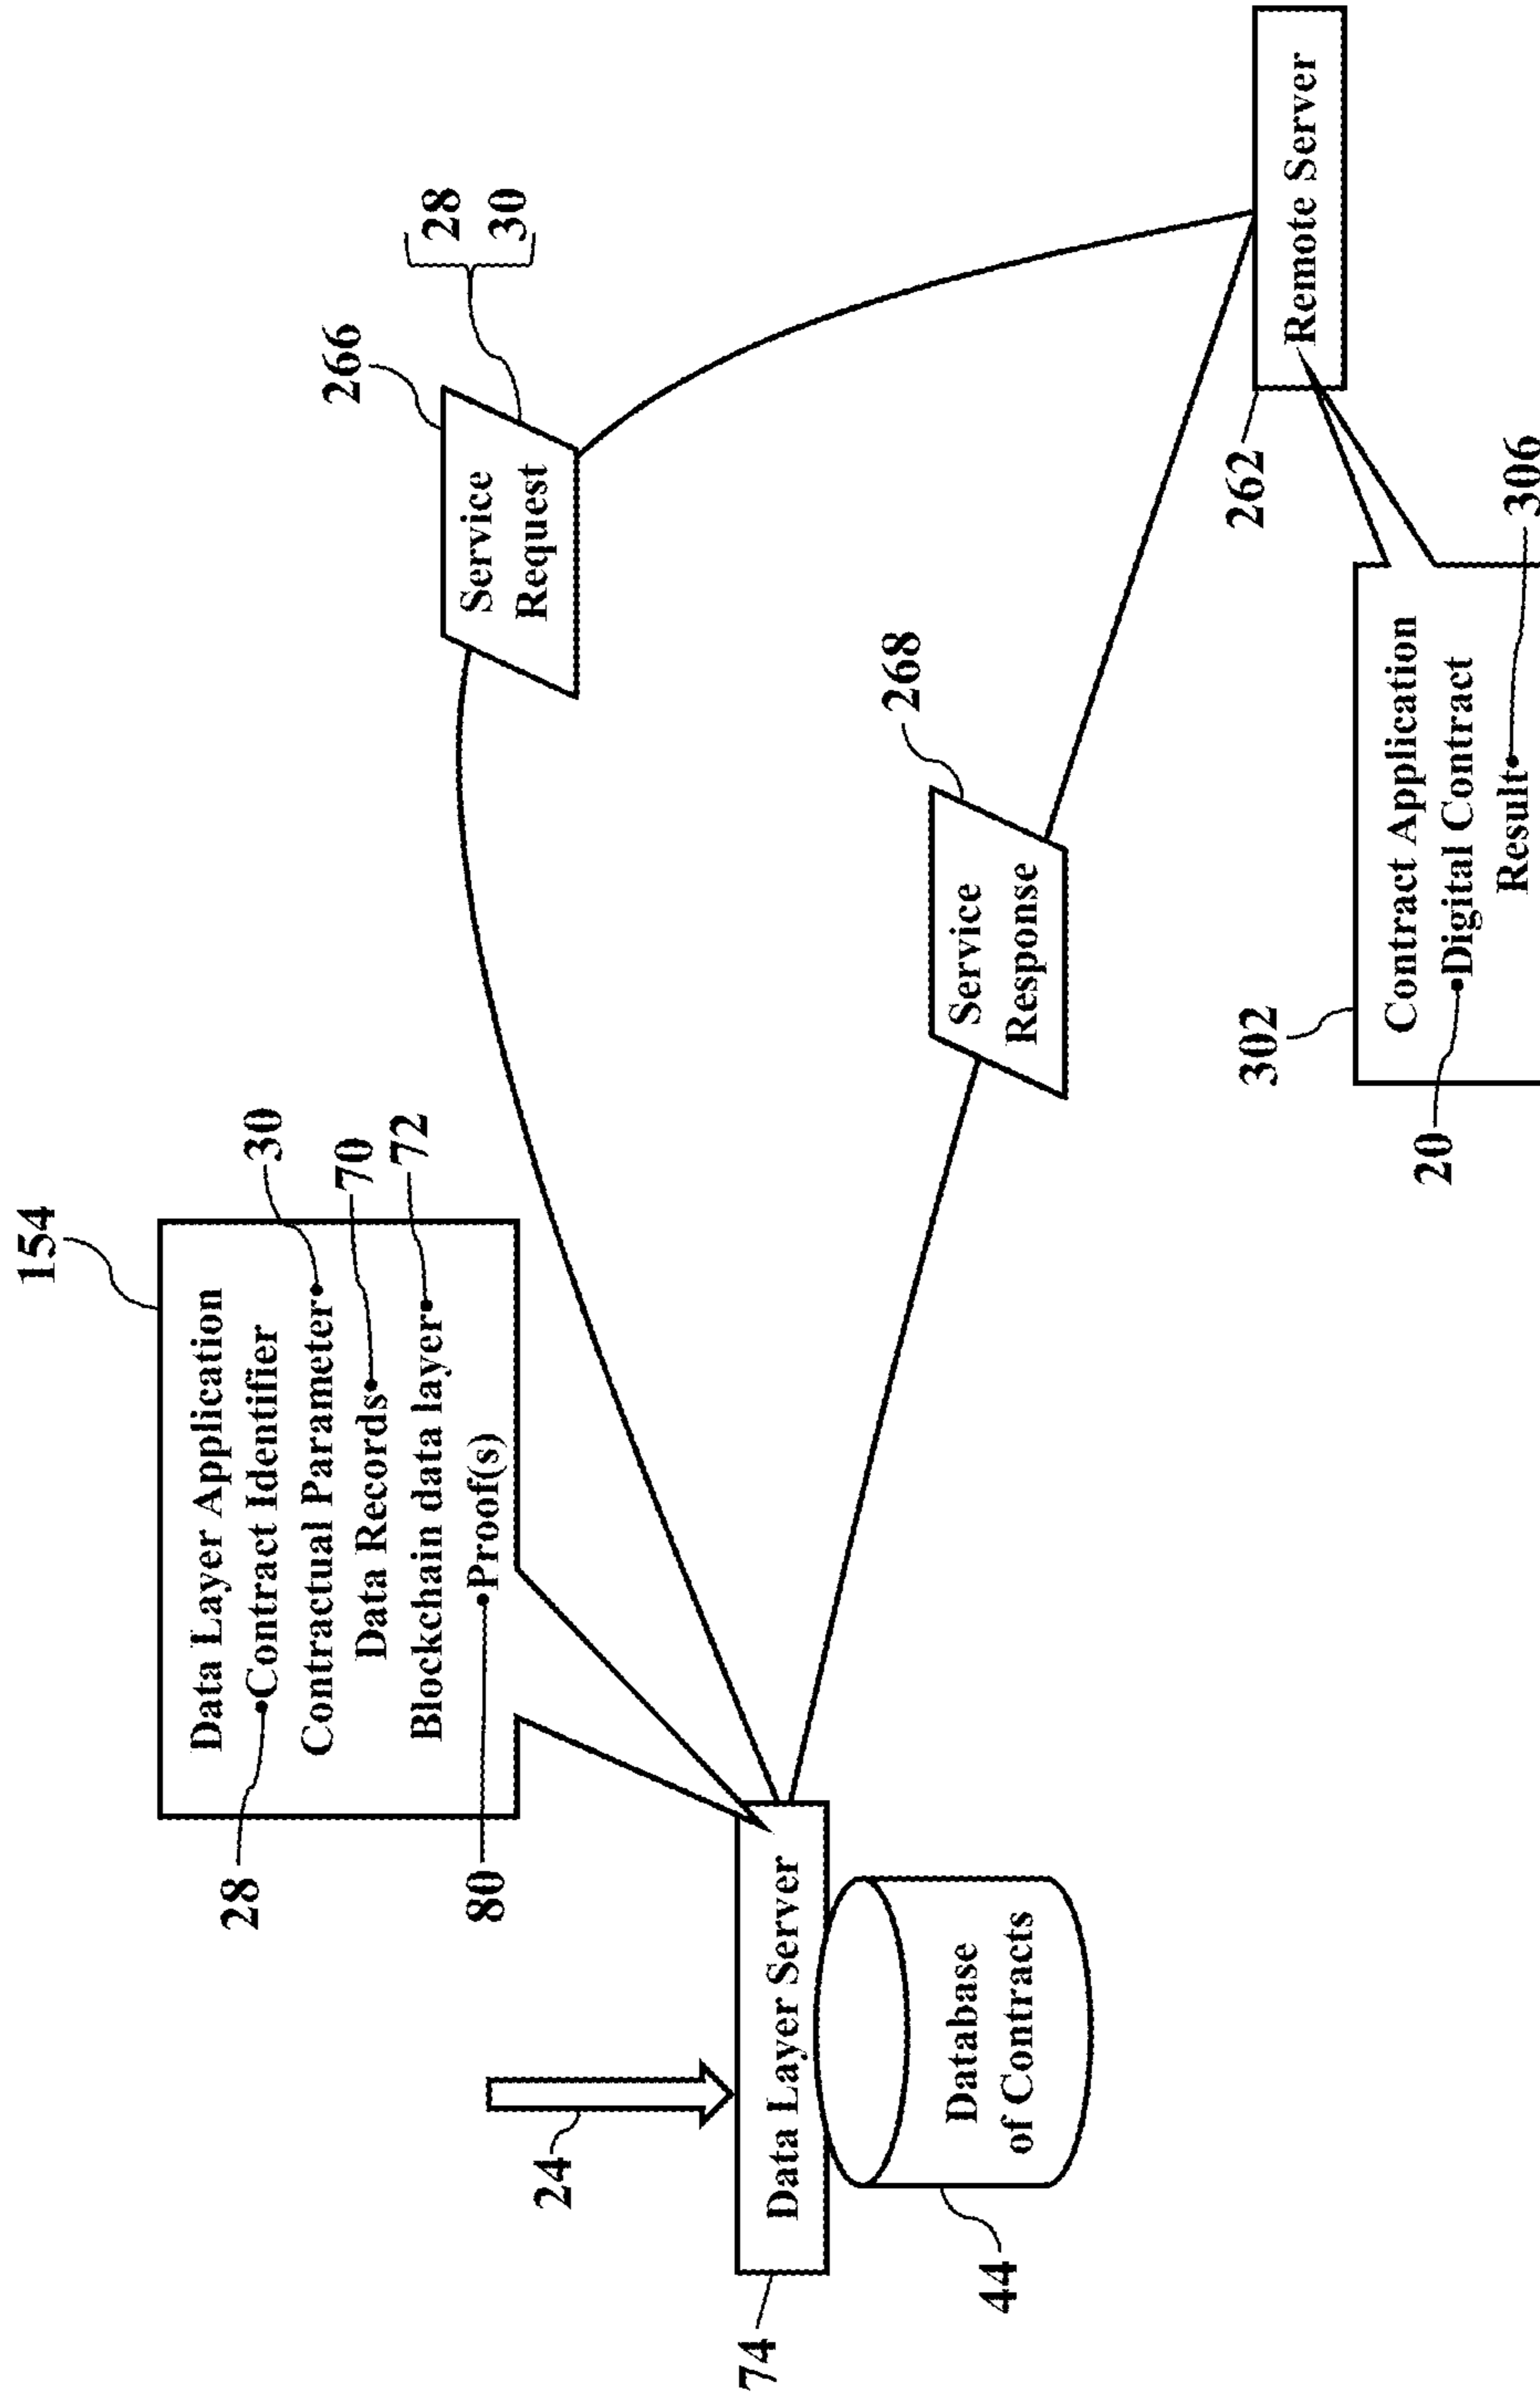 154
Data Layer Application
28
Contract Identifier
30
Contractual Parameter
70
Data Records
72
Blockchain data layer
80
Proof(s)
24
74
Data Layer Server
Database
of Contracts
44
266
28
30
Service
Request
268
Service
Response
262
Remote Server
302
Contract Application
20
Digital Contract
Result
306